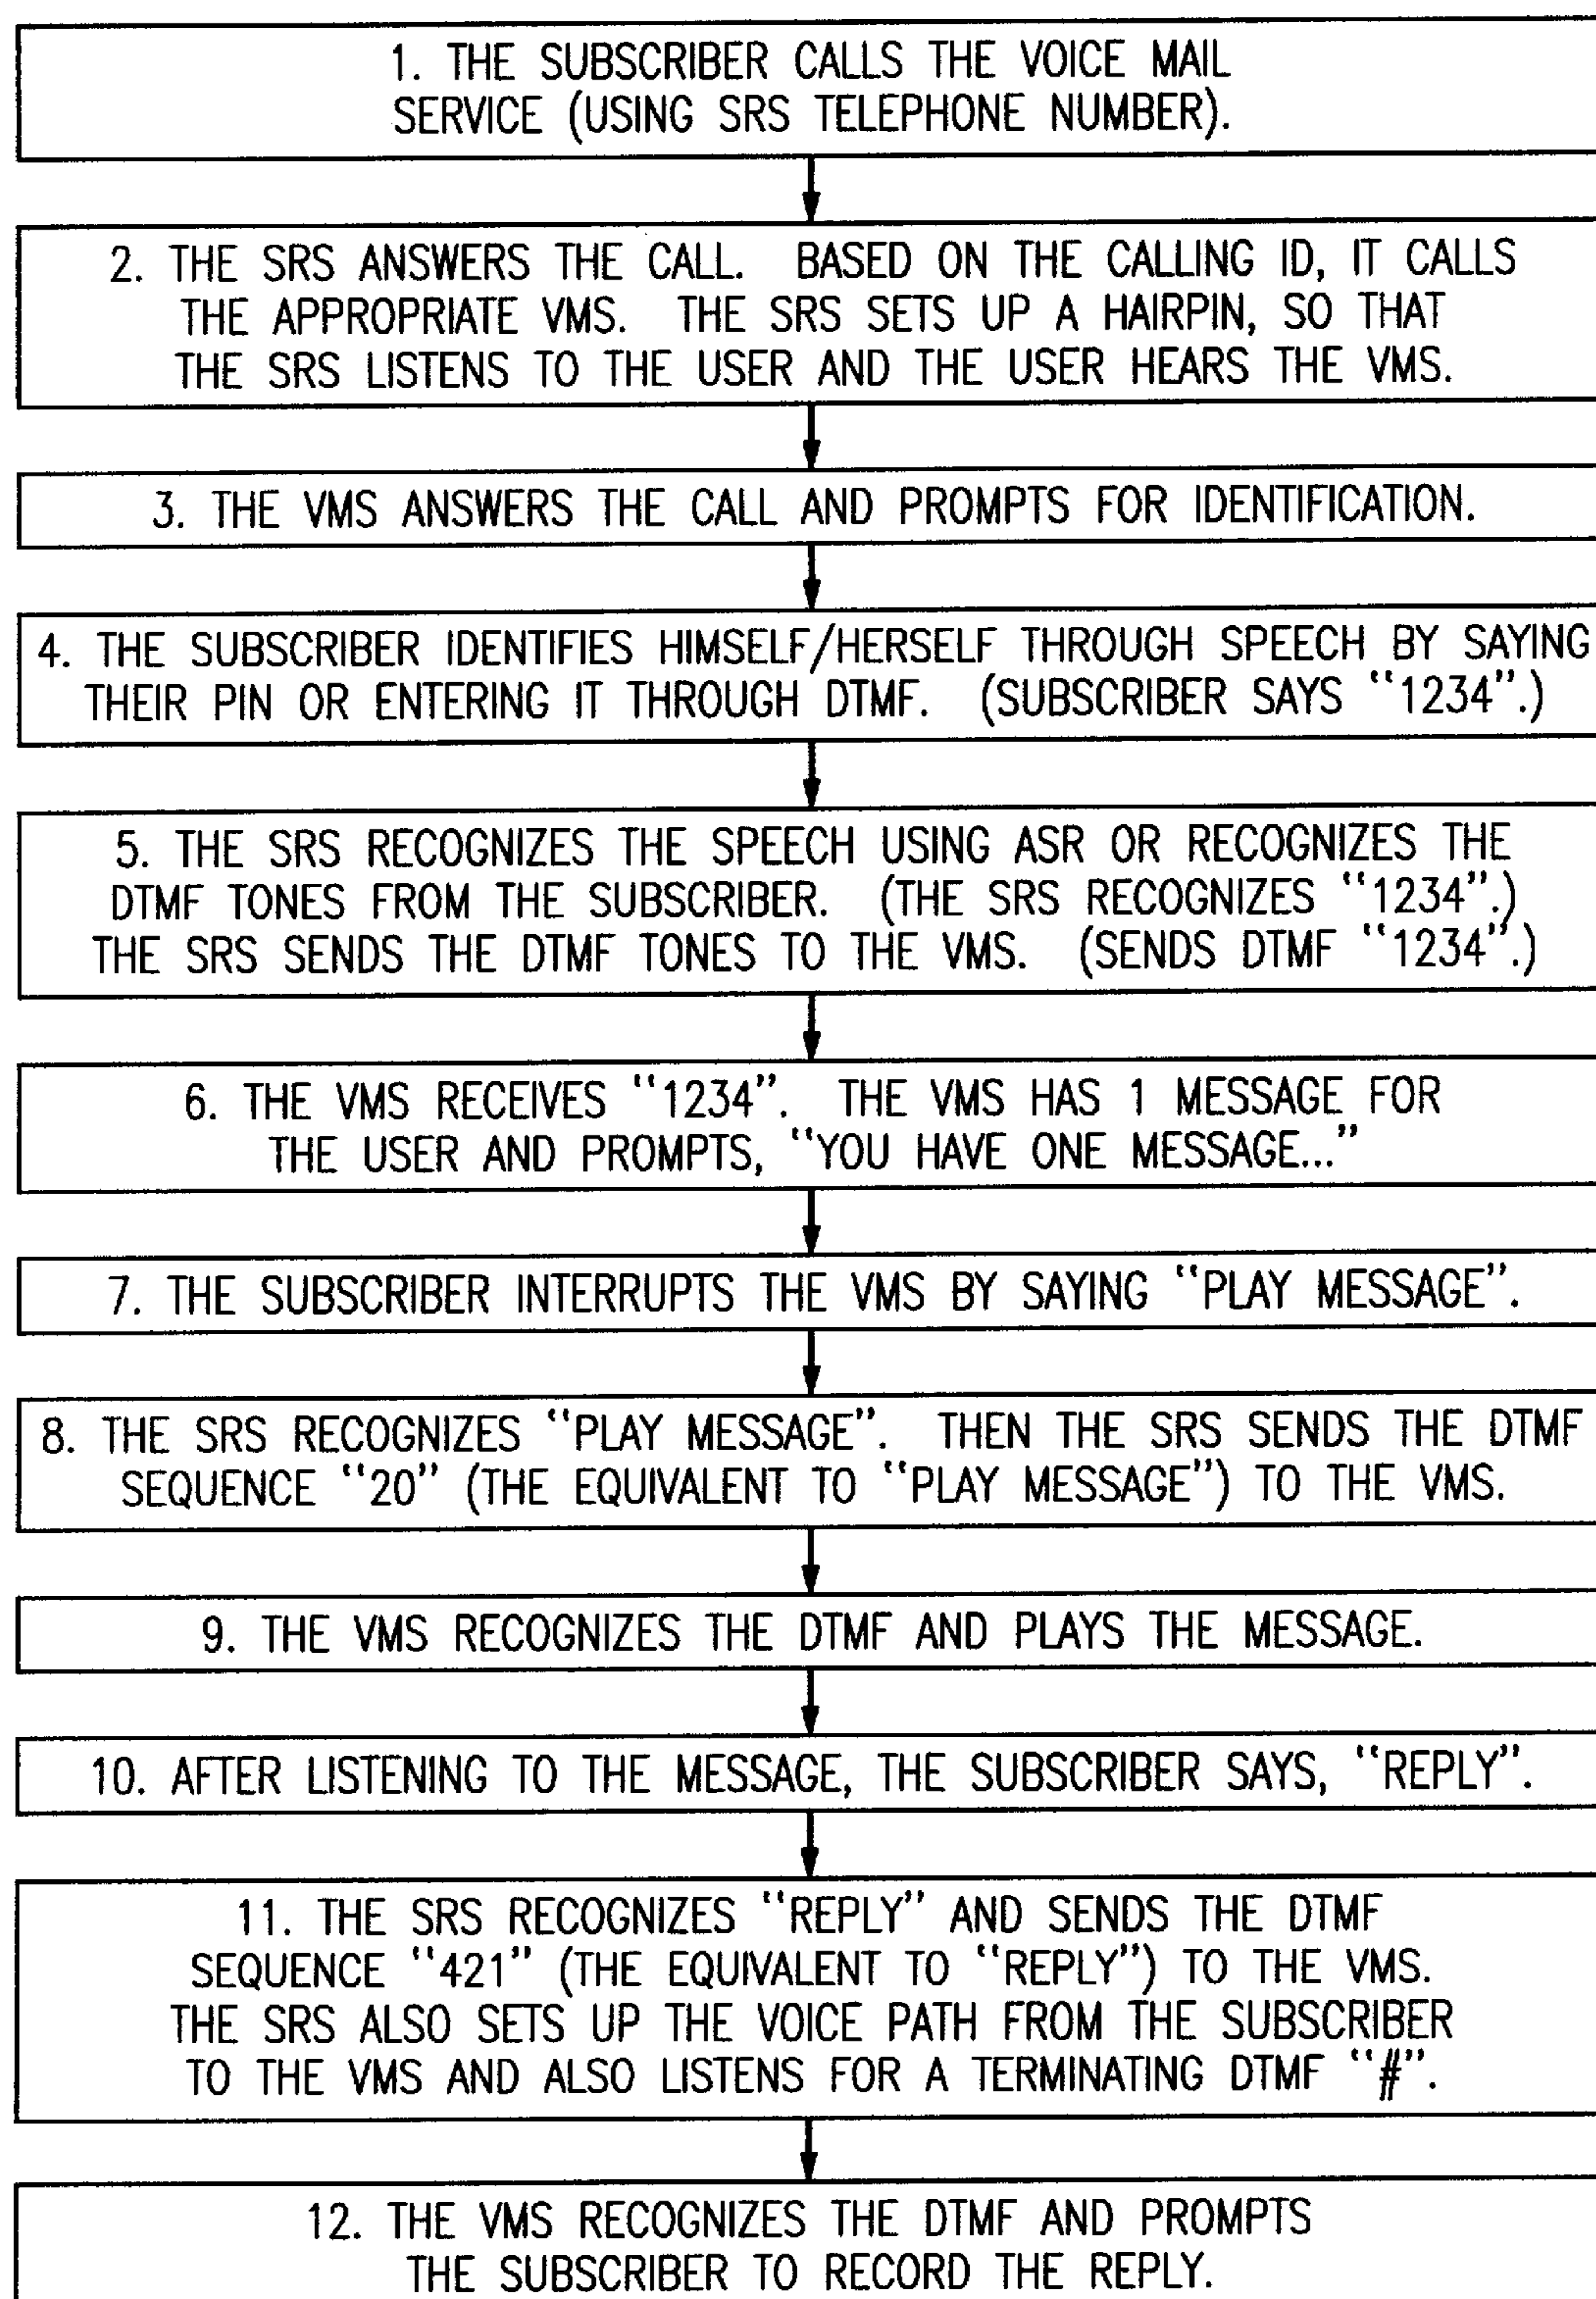 1. THE SUBSCRIBER CALLS THE VOICE MAIL
SERVICE (USING SRS TELEPHONE NUMBER).
2. THE SRS ANSWERS THE CALL. BASED ON THE CALLING ID, IT CALLS
THE APPROPRIATE VMS. THE SRS SETS UP A HAIRPIN, SO THAT
THE SRS LISTENS TO THE USER AND THE USER HEARS THE VMS.
3. THE VMS ANSWERS THE CALL AND PROMPTS FOR IDENTIFICATION.
4. THE SUBSCRIBER IDENTIFIES HIMSELF/HERSELF THROUGH SPEECH BY SAYING
THEIR PIN OR ENTERING IT THROUGH DTMF. (SUBSCRIBER SAYS "1234".)
5. THE SRS RECOGNIZES THE SPEECH USING ASR OR RECOGNIZES THE
DTMF TONES FROM THE SUBSCRIBER. (THE SRS RECOGNIZES "1234".)
THE SRS SENDS THE DTMF TONES TO THE VMS. (SENDS DTMF "1234".)
6. THE VMS RECEIVES "1234". THE VMS HAS 1 MESSAGE FOR
THE USER AND PROMPTS, "YOU HAVE ONE MESSAGE..."
7. THE SUBSCRIBER INTERRUPTS THE VMS BY SAYING "PLAY MESSAGE".
8. THE SRS RECOGNIZES "PLAY MESSAGE". THEN THE SRS SENDS THE DTMF
SEQUENCE "20" (THE EQUIVALENT TO "PLAY MESSAGE") TO THE VMS.
9. THE VMS RECOGNIZES THE DTMF AND PLAYS THE MESSAGE.
10. AFTER LISTENING TO THE MESSAGE, THE SUBSCRIBER SAYS, "REPLY".
11. THE SRS RECOGNIZES "REPLY" AND SENDS THE DTMF
SEQUENCE "421" (THE EQUIVALENT TO "REPLY") TO THE VMS.
THE SRS ALSO SETS UP THE VOICE PATH FROM THE SUBSCRIBER
TO THE VMS AND ALSO LISTENS FOR A TERMINATING DTMF "#".
12. THE VMS RECOGNIZES THE DTMF AND PROMPTS
THE SUBSCRIBER TO RECORD THE REPLY.